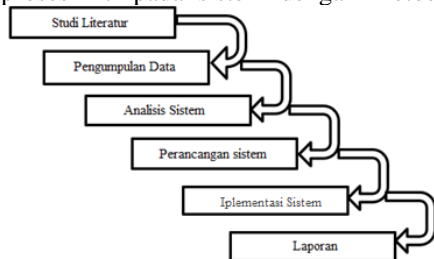 Studi Literatur
Pengumpulan Data
Analisis Sistem
Perancangan sistem
Iplementasi Sistem
Laporan